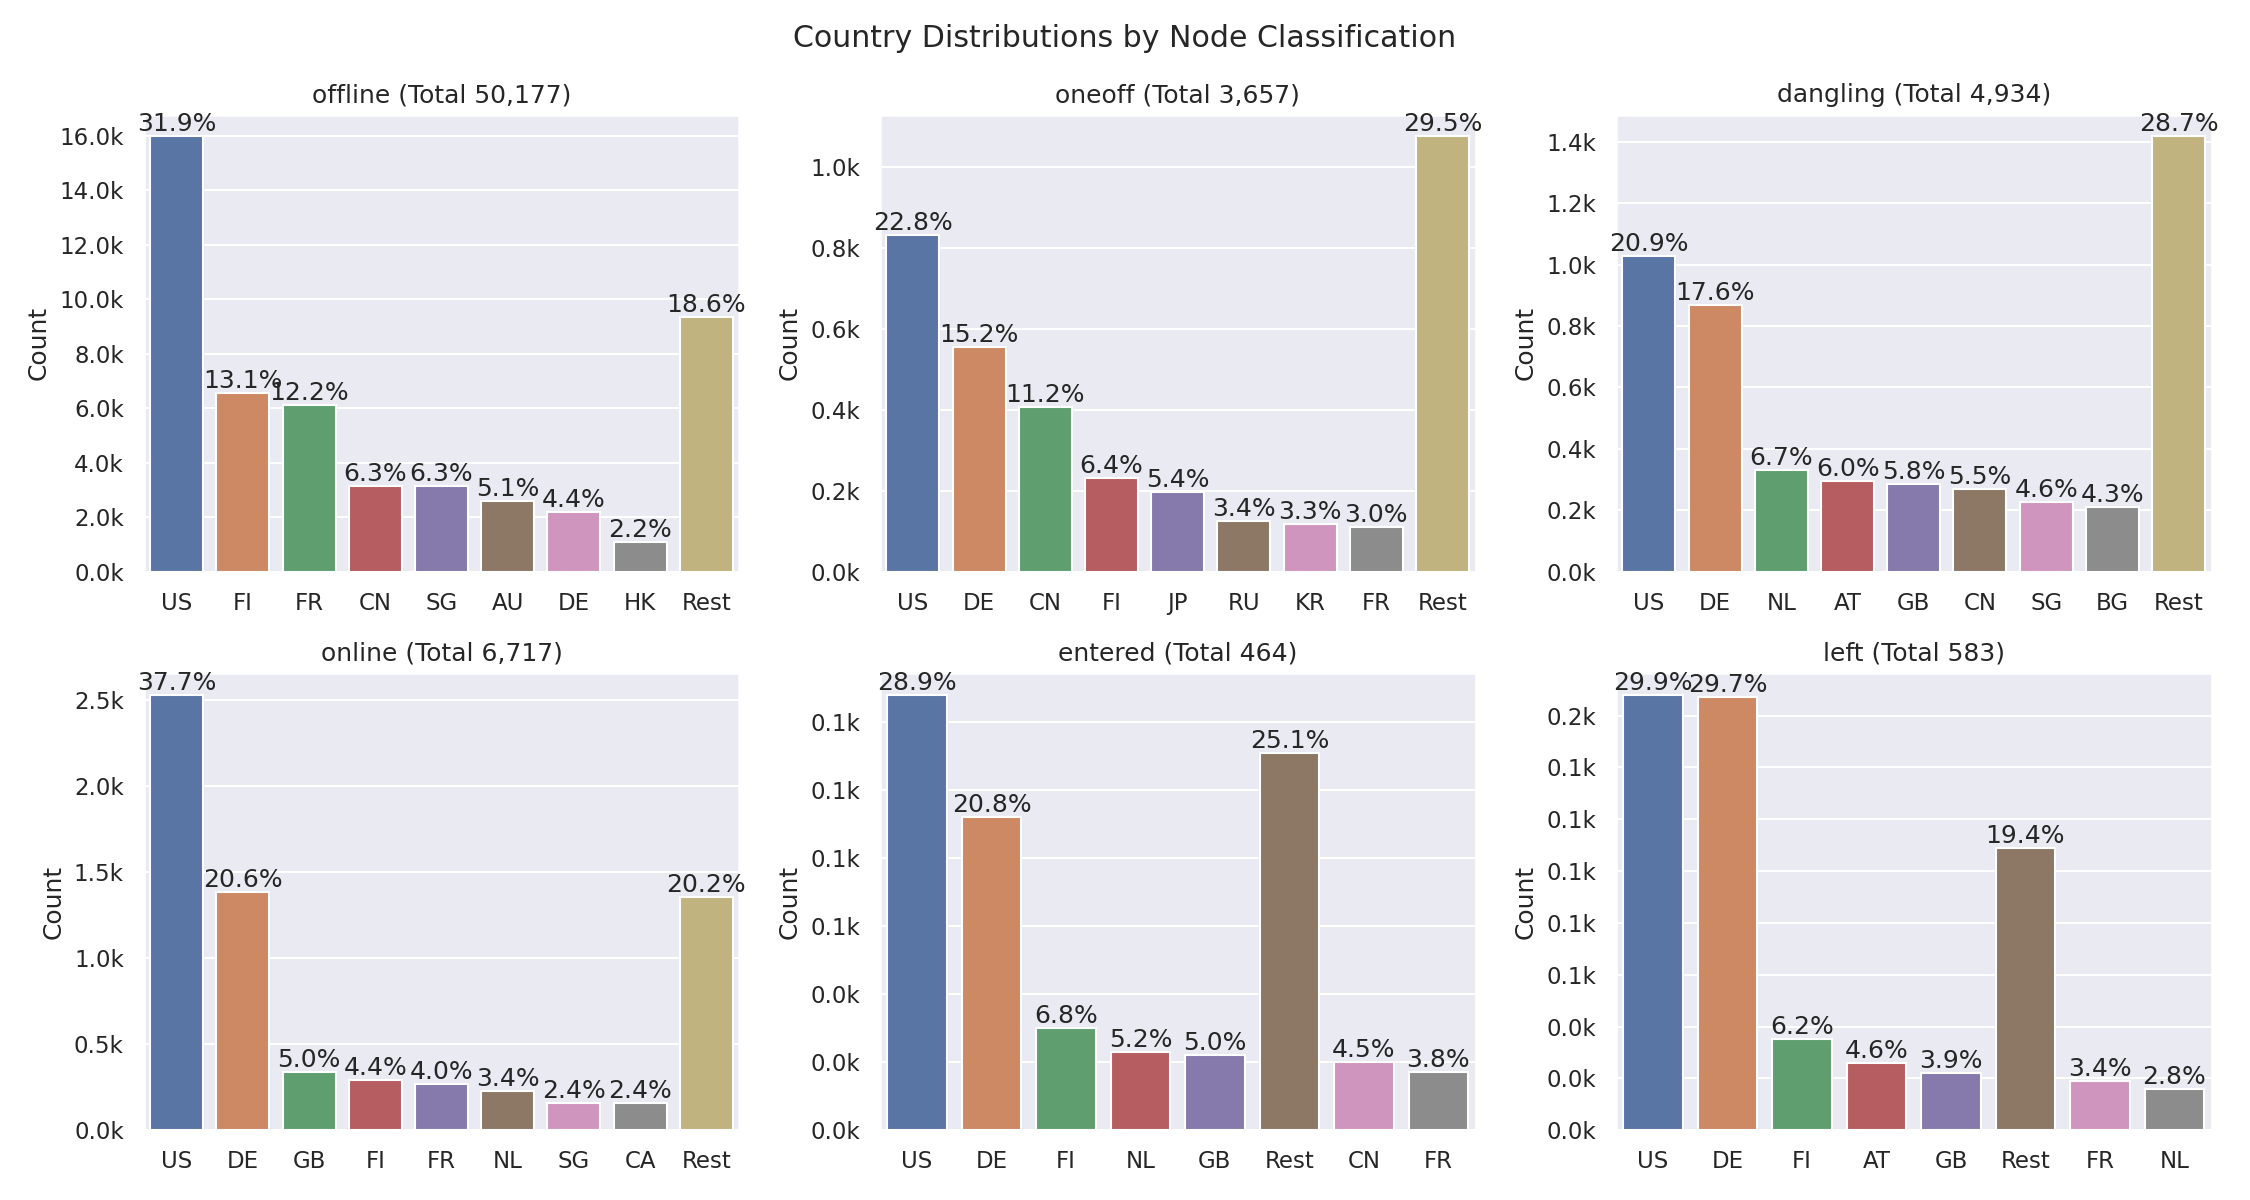 Country Distributions by Node Classification
offline (Total 50,177)
Count
16.0k
14.0k
12.0k
10.0k
8.0k
6.0k
4.0k
2.0k
0.0k
31.9%
13.1%
12.2%
6.3%
6.3%
5.1%
4.4%
2.2%
18.6%
US FI FR CN SG AU DE HK Rest
oneoff (Total 3,657)
Count
1.0k
0.8k
0.6k
0.4k
0.2k
0.0k
22.8%
15.2%
11.2%
6.4%
5.4%
3.4%
3.3%
3.0%
29.5%
US DE CN FI JP RU KR FR Rest
dangling (Total 4,934)
Count
1.4k
1.2k
1.0k
0.8k
0.6k
0.4k
0.2k
0.0k
20.9%
17.6%
6.7%
6.0%
5.8%
5.5%
4.6%
4.3%
28.7%
US DE NL AT GB CN SG BG Rest
online (Total 6,717)
Count
2.5k
2.0k
1.5k
1.0k
0.5k
0.0k
37.7%
20.6%
5.0%
4.4%
4.0%
3.4%
2.4%
2.4%
20.2%
US DE GB FI FR NL SG CA Rest
entered (Total 464)
Count
0.1k
0.1k
0.1k
0.1k
0.0k
0.0k
0.0k
28.9%
20.8%
6.8%
5.2%
5.0%
25.1%
4.5%
3.8%
US DE FI NL GB Rest CN FR
left (Total 583)
Count
0.2k
0.1k
0.1k
0.1k
0.1k
0.1k
0.0k
0.0k
0.0k
29.9%
29.7%
6.2%
4.6%
3.9%
19.4%
3.4%
2.8%
US DE FI AT GB Rest FR NL